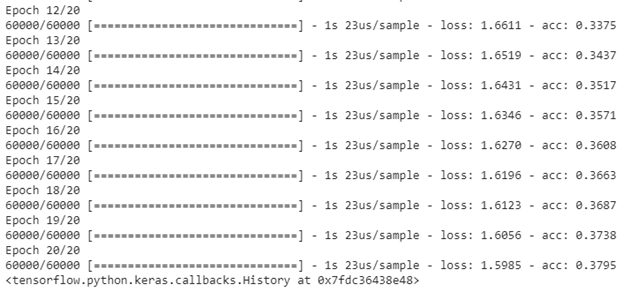 Epoch 12/20
60000/60000 [==============================] - 1s 23us/sample - loss: 1.6611 - acc: 0.3375
Epoch 13/20
60000/60000 [==============================] - 1s 23us/sample - loss: 1.6519 - acc: 0.3437
Epoch 14/20
60000/60000 [==============================] - 1s 23us/sample - loss: 1.6431 - acc: 0.3517
Epoch 15/20
60000/60000 [==============================] - 1s 23us/sample - loss: 1.6346 - acc: 0.3571
Epoch 16/20
60000/60000 [==============================] - 1s 23us/sample - loss: 1.6270 - acc: 0.3608
Epoch 17/20
60000/60000 [==============================] - 1s 23us/sample - loss: 1.6196 - acc: 0.3663
Epoch 18/20
60000/60000 [==============================] - 1s 23us/sample - loss: 1.6123 - acc: 0.3687
Epoch 19/20
60000/60000 [==============================] - 1s 23us/sample - loss: 1.6056 - acc: 0.3738
Epoch 20/20
60000/60000 [==============================] - 1s 23us/sample - loss: 1.5985 - acc: 0.3795
<tensorflow.python.keras.callbacks.History at 0x7fdc36438e48>